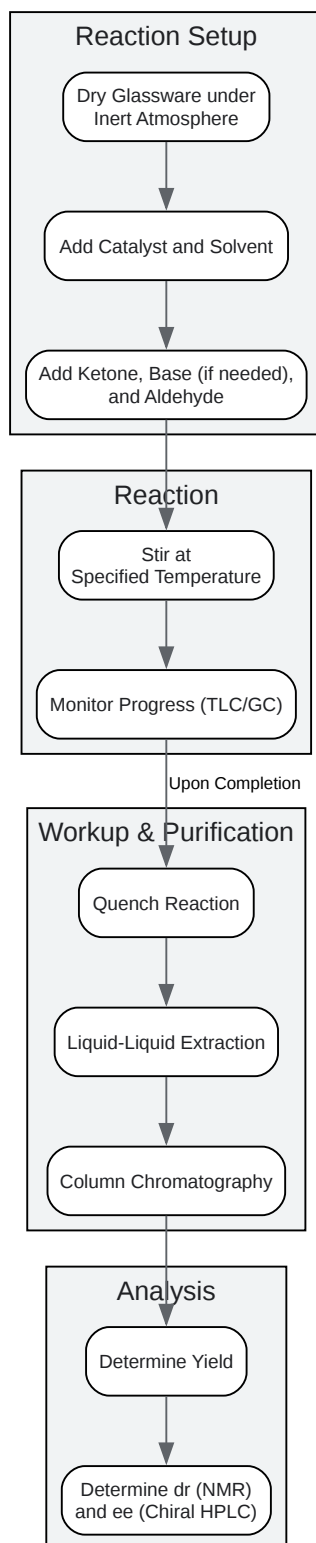 Reaction Setup
Dry Glassware under
Inert Atmosphere
Add Catalyst and Solvent
Add Ketone, Base (if needed),
and Aldehyde
Reaction
Stir at
Specified Temperature
Monitor Progress (TLC/GC)
Upon Completion
Workup & Purification
Quench Reaction
Liquid-Liquid Extraction
Column Chromatography
Analysis
Determine Yield
Determine dr (NMR)
and ee (Chiral HPLC)